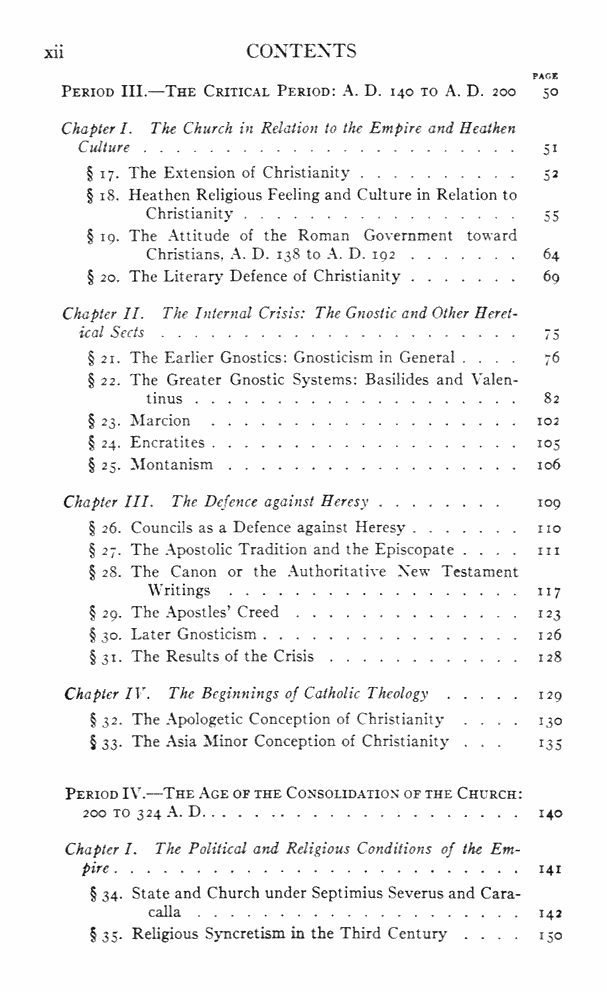 xii CONTENTS
PAGE
PERIOD III.—THE CRITICAL PERIOD: A. D. 140 TO A. D. 200 50
Chapter I. The Church in Relation to the Empire and Heathen
Culture . . . . . . . . . . . . . . . . . . . . . . . 51
§ 17. The Extension of Christianity . . . . . . . . . . 52
§ 18. Heathen Religious Feeling and Culture in Relation to
Christianity . . . . . . . . . . . . . . . . . 55
§ 19. The Attitude of the Roman Government toward
Christians, A. D. 138 to A. D. 192 . . . . . . . 64
§ 20. The Literary Defence of Christianity . . . . . . . 69
Chapter II. The Internal Crisis: The Gnostic and Other Heret-
ical Sects . . . . . . . . . . . . . . . . . . . . . . 75
§ 21. The Earlier Gnostics: Gnosticism in General . . . . 76
§ 22. The Greater Gnostic Systems: Basilides and Valen-
tinus . . . . . . . . . . . . . . . . . . . . 82
§ 23. Marcion . . . . . . . . . . . . . . . . . . . 102
§ 24. Encratites . . . . . . . . . . . . . . . . . . . 105
§ 25. Montanism . . . . . . . . . . . . . . . . . . 106
Chapter III. The Defence against Heresy . . . . . . . . 109
§ 26. Councils as a Defence against Heresy . . . . . . . 110
§ 27. The Apostolic Tradition and the Episcopate . . . . 111
§ 28. The Canon or the Authoritative New Testament
Writings . . . . . . . . . . . . . . . . . . 117
§ 29. The Apostles' Creed . . . . . . . . . . . . . . 123
§ 30. Later Gnosticism . . . . . . . . . . . . . . . . 126
§ 31. The Results of the Crisis . . . . . . . . . . . . 128
Chapter IV. The Beginnings of Catholic Theology . . . . . 129
§ 32. The Apologetic Conception of Christianity . . . . 130
§ 33. The Asia Minor Conception of Christianity . . . 135
PERIOD IV.—THE AGE OF THE CONSOLIDATION OF THE CHURCH:
200 TO 324 A. D. . . . . . . . . . . . . . . . . . . . 140
Chapter I. The Political and Religious Conditions of the Em-
pire . . . . . . . . . . . . . . . . . . . . . . . . . 141
§ 34. State and Church under Septimius Severus and Cara-
calla . . . . . . . . . . . . . . . . . . . . 142
§ 35. Religious Syncretism in the Third Century . . . . 150